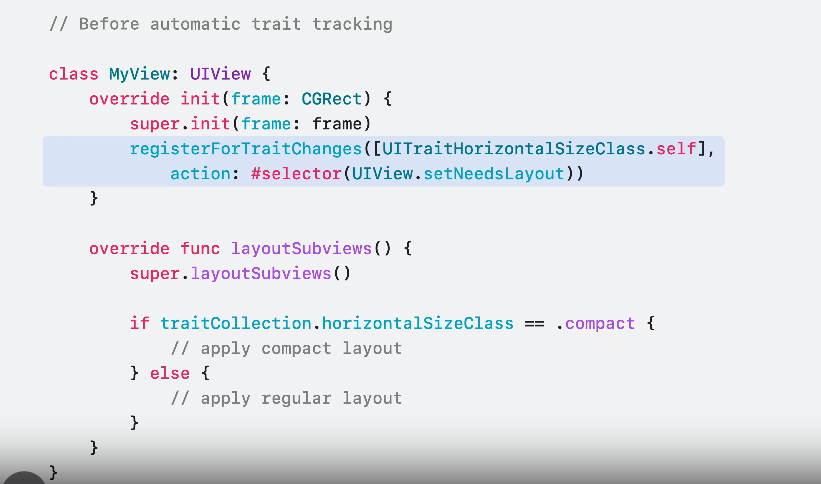 // Before automatic trait tracking
class MyView: UIView {
override init(frame: CGRect) {
super.init(frame: frame)
registerForTraitChanges([UITraitHorizontalSizeClass.self],
action: #selector(UIView.setNeedsLayout))
}
override func layoutSubviews() {
super.layoutSubviews()
if traitCollection.horizontalSizeClass == .compact {
// apply compact layout
} else {
// apply regular layout
}
}
}